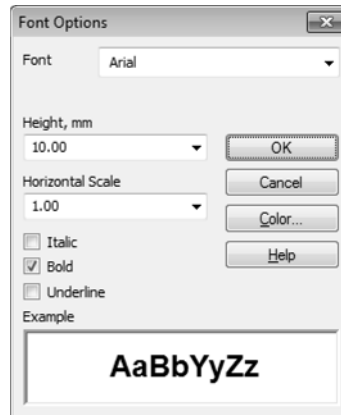 Font Options
Font Arial
Height, mm
10.00 OK
Horizontal Scale Cancel
1.00 Color...
Italic Help
Bold
Underline
Example
AaBbYyZz